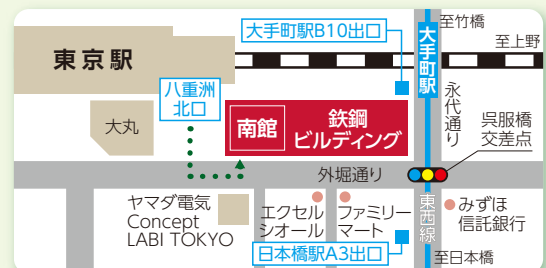 大手町駅B10出口
至竹橋
至上野
東京駅
大手町駅
八重洲
北口
大丸
南館
鉄鋼
ビルディング
永代通り
呉服橋
交差点
外堀通り
ヤマダ電気
Concept
LABI TOKYO
エクセル
シオール
ファミリー
マート
東西線
みずほ
信託銀行
日本橋駅A3出口
至日本橋